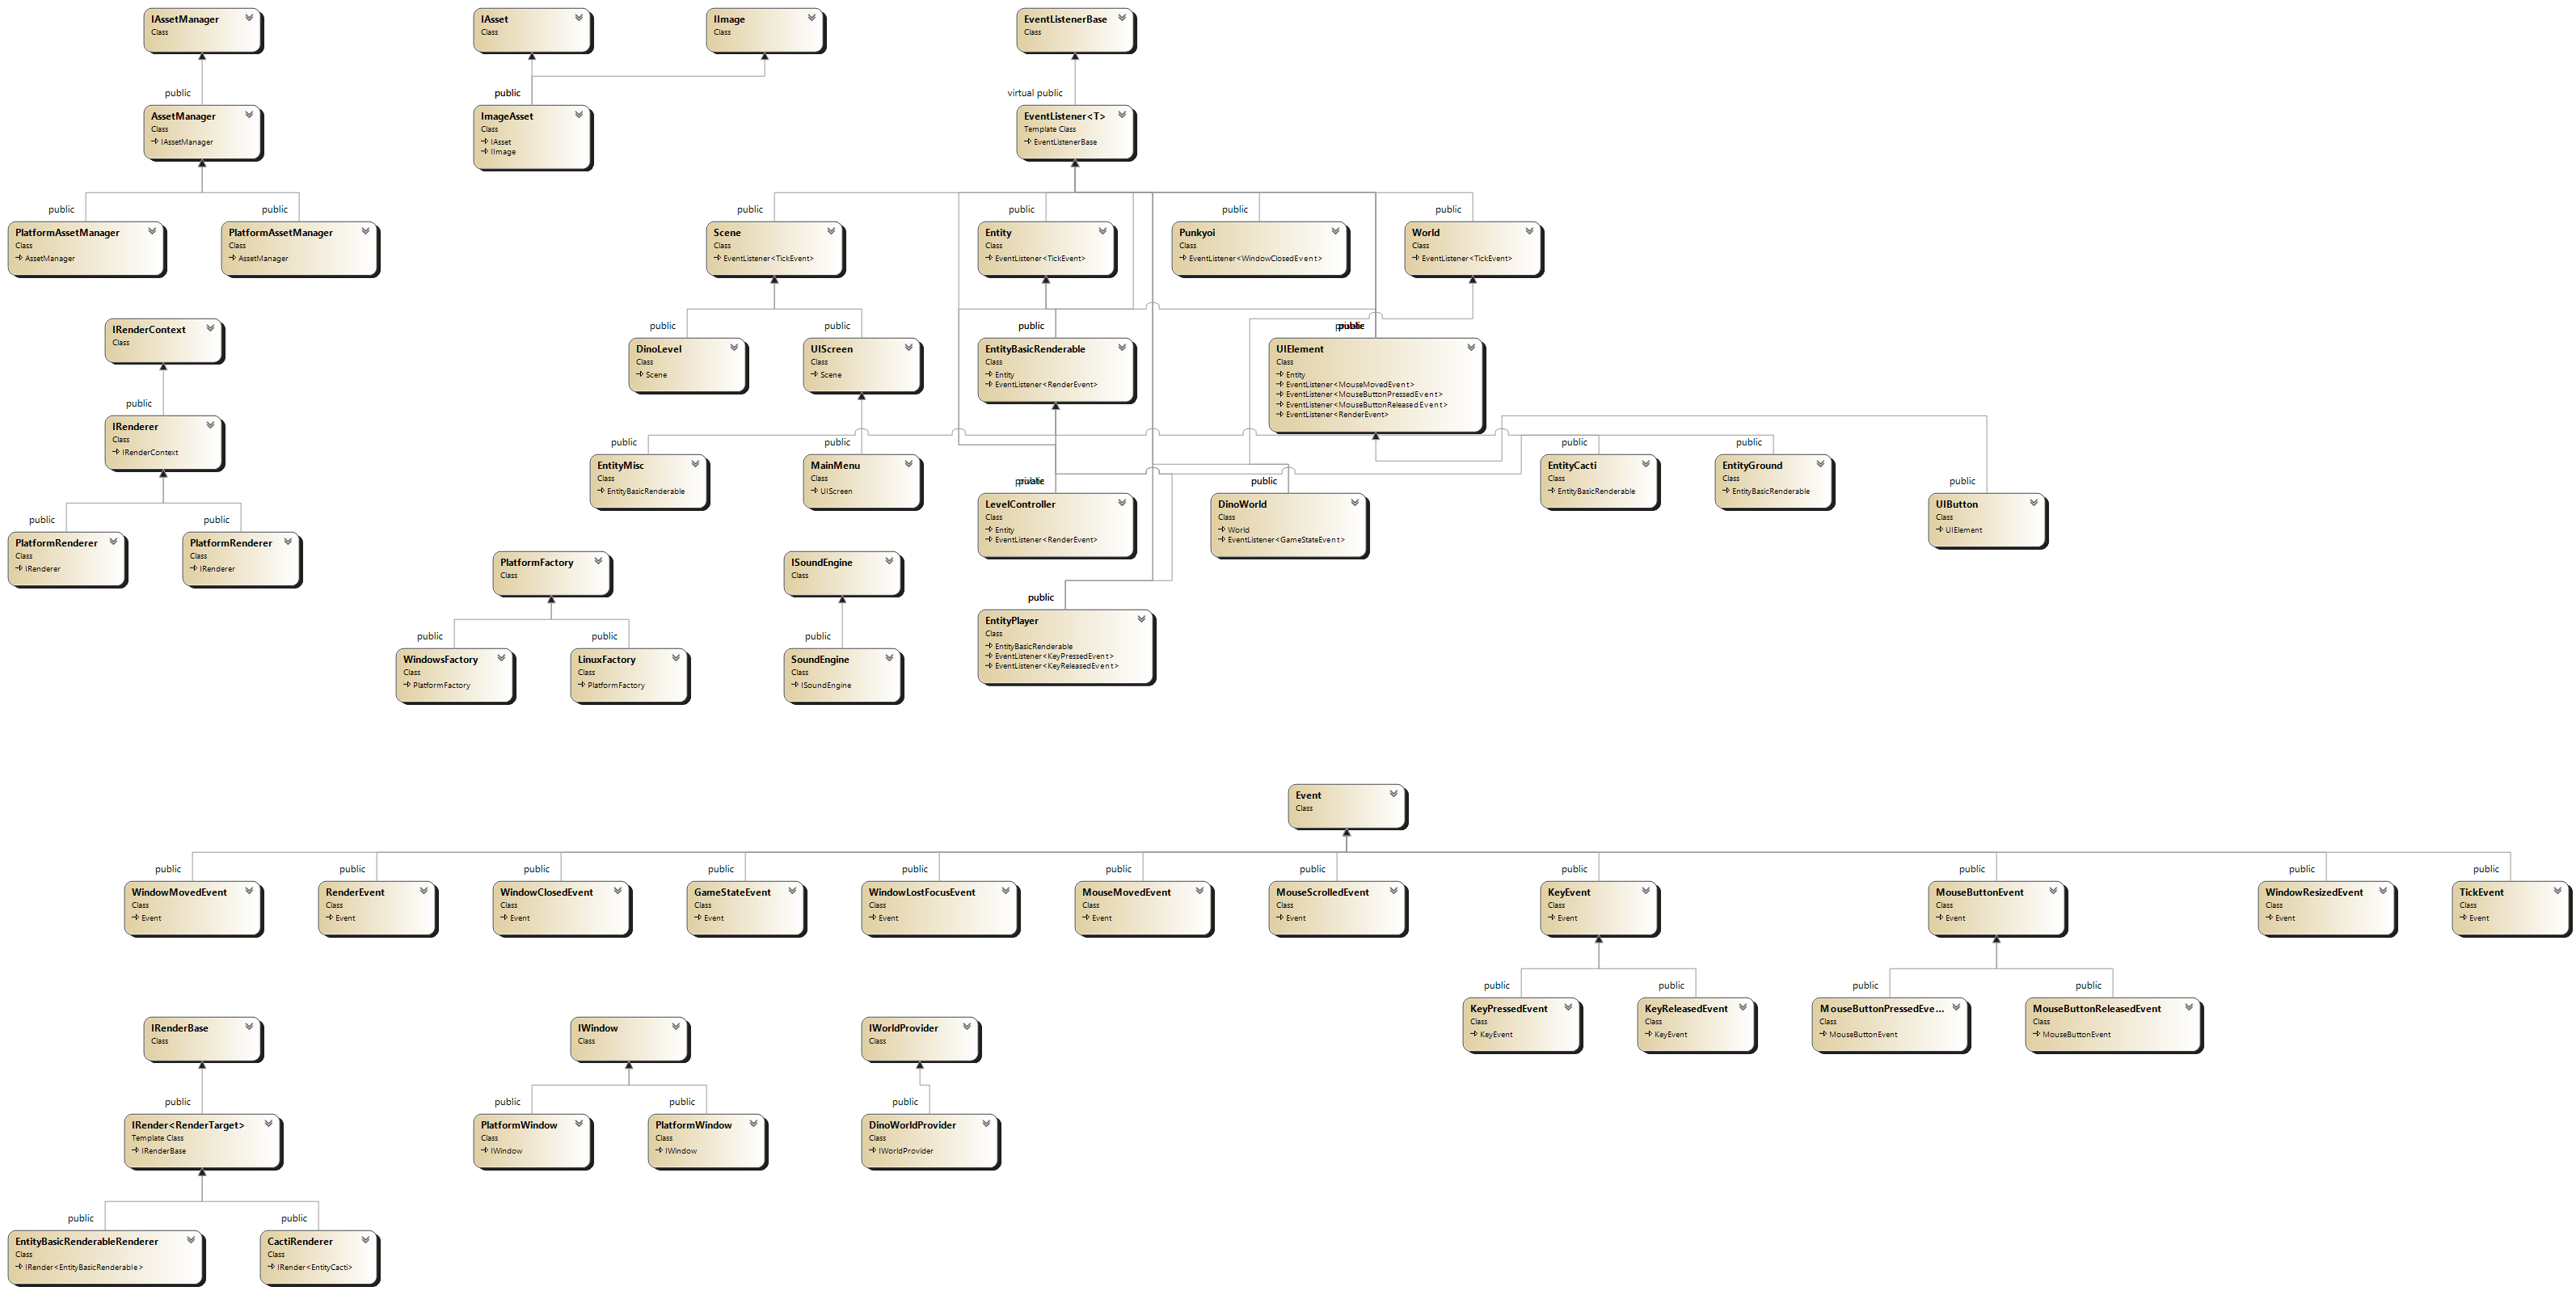 IAssetManager
Class
IAsset
Class
IImage
Class
EventListenerBase
Class
public
public
virtual public
AssetManager
Class
IAssetManager
ImageAsset
Class
IAsset
IImage
EventListener<T>
Template Class
EventListenerBase
public
public
public
public
public
public
PlatformAssetManager
Class
AssetManager
PlatformAssetManager
Class
AssetManager
Scene
Class
EventListener<TickEvent>
Entity
Class
EventListener<TickEvent>
Punkyoi
Class
EventListener<WindowClosedEvent>
World
Class
EventListener<TickEvent>
IRenderContext
Class
public
public
public
DinoLevel
Class
Scene
UIScreen
Class
Scene
EntityBasicRenderable
Class
Entity
EventListener<RenderEvent>
UIElement
Class
Entity
EventListener<MouseMovedEvent>
EventListener<MouseButtonPressedEvent>
EventListener<MouseButtonReleasedEvent>
EventListener<RenderEvent>
public
IRenderer
Class
IRenderContext
public
public
public
public
EntityMisc
Class
EntityBasicRenderable
MainMenu
Class
UIScreen
EntityCacti
Class
EntityBasicRenderable
EntityGround
Class
EntityBasicRenderable
public
public
LevelController
Class
Entity
EventListener<RenderEvent>
DinoWorld
Class
World
EventListener<GameStateEvent>
UIButton
Class
UIElement
public
public
PlatformRenderer
Class
IRenderer
PlatformRenderer
Class
IRenderer
PlatformFactory
Class
ISoundEngine
Class
public
EntityPlayer
Class
EntityBasicRenderable
EventListener<KeyPressedEvent>
EventListener<KeyReleasedEvent>
public
public
public
WindowsFactory
Class
PlatformFactory
LinuxFactory
Class
PlatformFactory
SoundEngine
Class
ISoundEngine
Event
Class
public
public
public
public
public
public
public
public
public
public
public
WindowMovedEvent
Class
Event
RenderEvent
Class
Event
WindowClosedEvent
Class
Event
GameStateEvent
Class
Event
WindowLostFocusEvent
Class
Event
MouseMovedEvent
Class
Event
MouseScrolledEvent
Class
Event
KeyEvent
Class
Event
MouseButtonEvent
Class
Event
WindowResizedEvent
Class
Event
TickEvent
Class
Event
public
public
public
public
KeyPressedEvent
Class
KeyEvent
KeyReleasedEvent
Class
KeyEvent
MouseButtonPressedEve...
Class
MouseButtonEvent
MouseButtonReleasedEvent
Class
MouseButtonEvent
IRenderBase
Class
IWindow
Class
IWorldProvider
Class
public
public
public
public
IRender<RenderTarget>
Template Class
IRenderBase
PlatformWindow
Class
IWindow
PlatformWindow
Class
IWindow
DinoWorldProvider
Class
IWorldProvider
public
public
EntityBasicRenderableRenderer
Class
IRender<EntityBasicRenderable>
CactiRenderer
Class
IRender<EntityCacti>